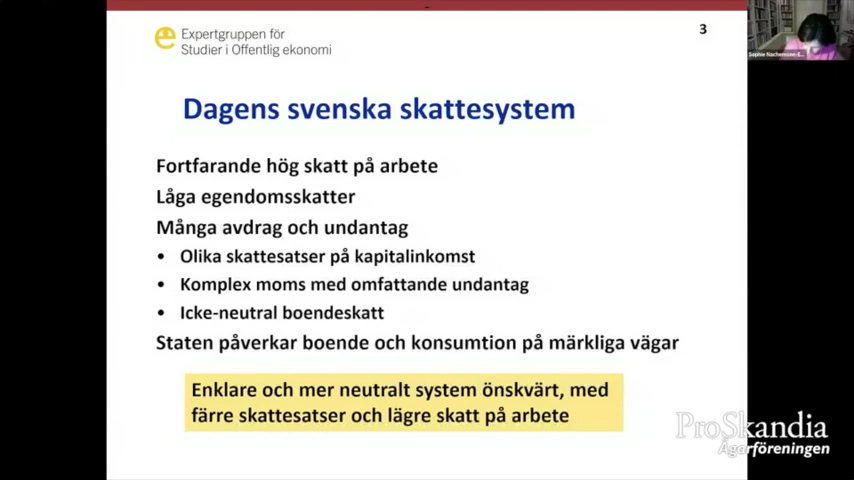 Expertgruppen för
Studier i Offentlig ekonomi
3
Dagens svenska skattesystem
Fortfarande hög skatt på arbete
Låga egendomsskatter
Många avdrag och undantag
• Olika skattesatser på kapitalinkomst
• Komplex moms med omfattande undantag
• Icke-neutral boendeskatt
Staten påverkar boende och konsumtion på märkliga vägar
Enklare och mer neutralt system önskvärt, med
färre skattesatser och lägre skatt på arbete
ProSkandia
Ägarföreningen